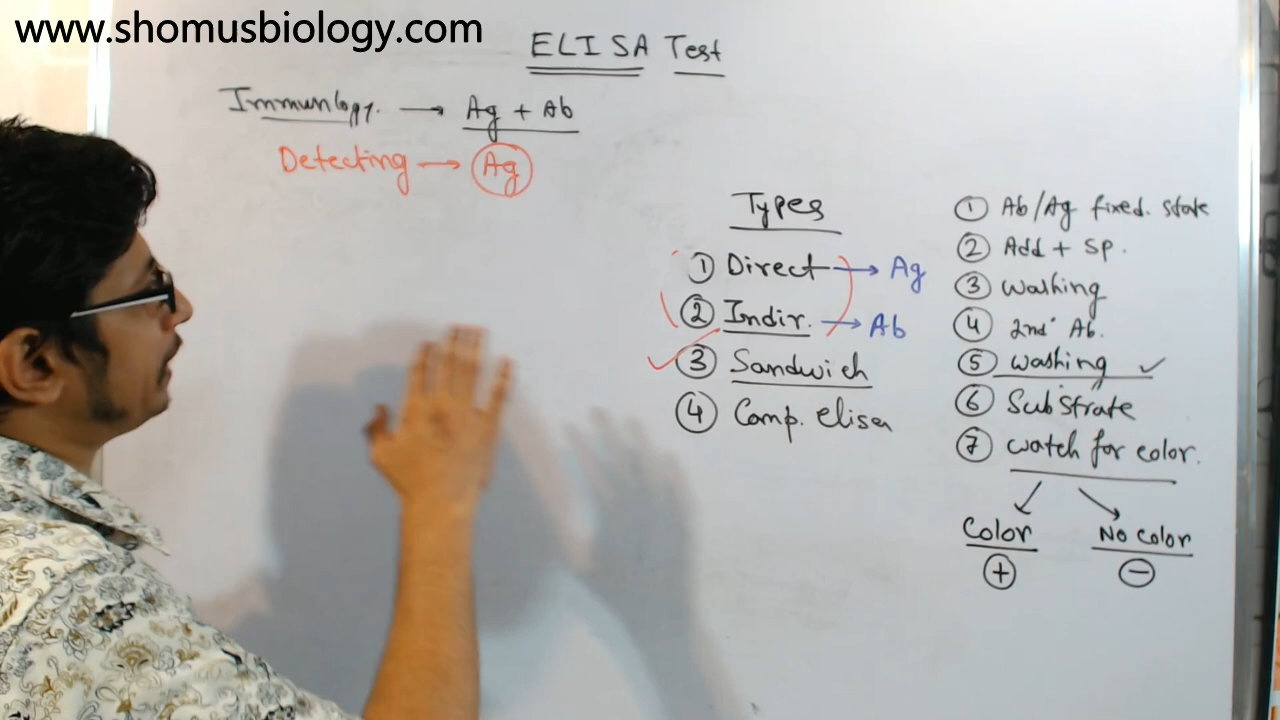 www.shomusbiology.com
ELISA Test
Immunlogy. → Ag + Ab
Detecting → Ag
Types
① Direct → Ag
② Indir. → Ab
③ Sandwich
④ Comp. elisa
① Ab/Ag fixed. state
② Add + Sp.
③ Washing
④ 2nd° Ab.
⑤ Washing ✓
⑥ Substrate
⑦ watch for color.
Color
No color
+
−